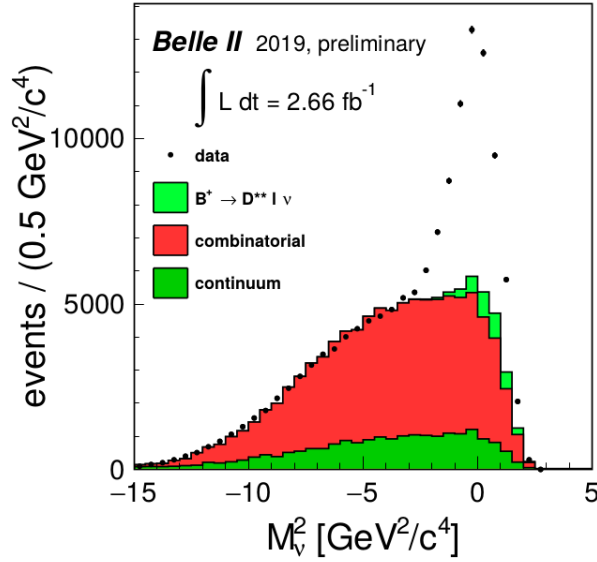 Belle II 2019, preliminary
∫ L dt = 2.66 fb⁻¹
data
B⁺ → D** l ν
combinatorial
continuum
events / (0.5 GeV²/c⁴)
10000
5000
0
−15 −10 −5 0 5
M²ᵥ [GeV²/c⁴]